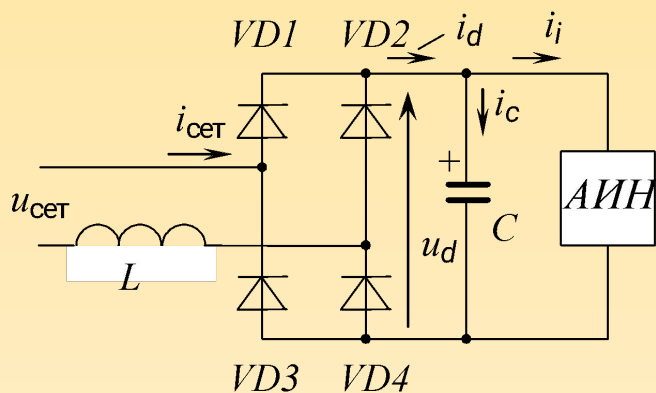 VD1 VD2 i_d i_i
i_сет i_c
+
u_сет АИН
L u_d C
VD3 VD4